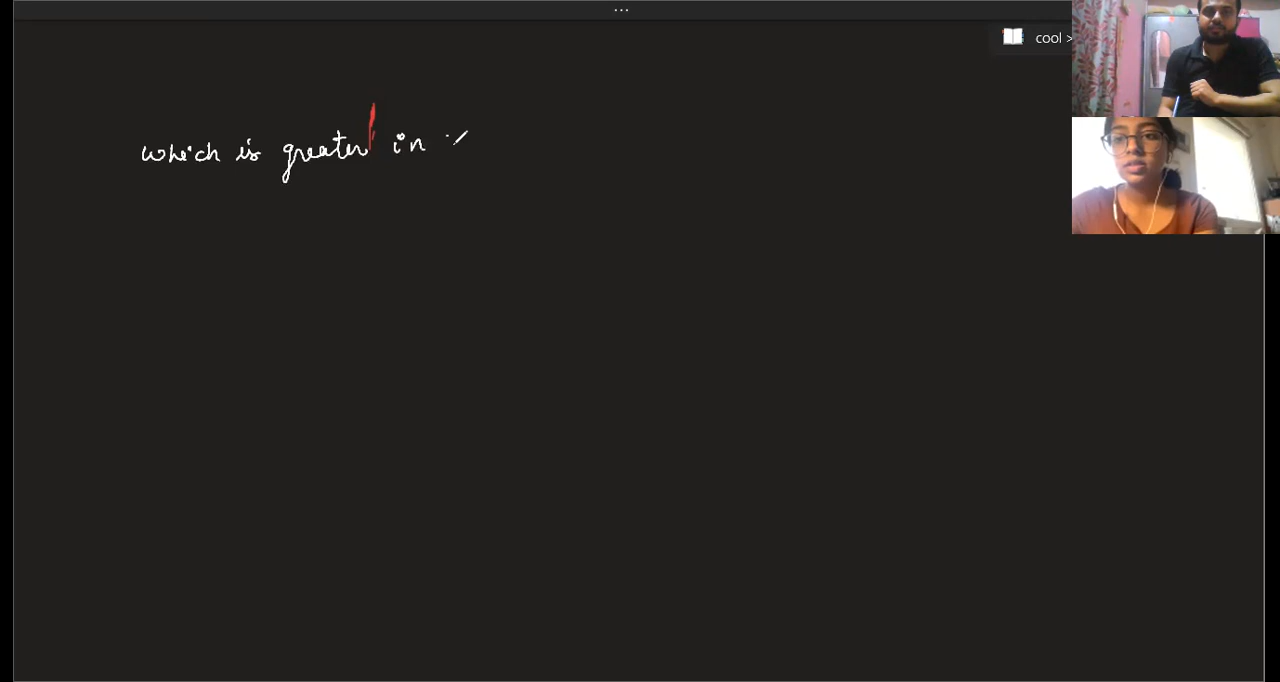 cool >
which is greater in